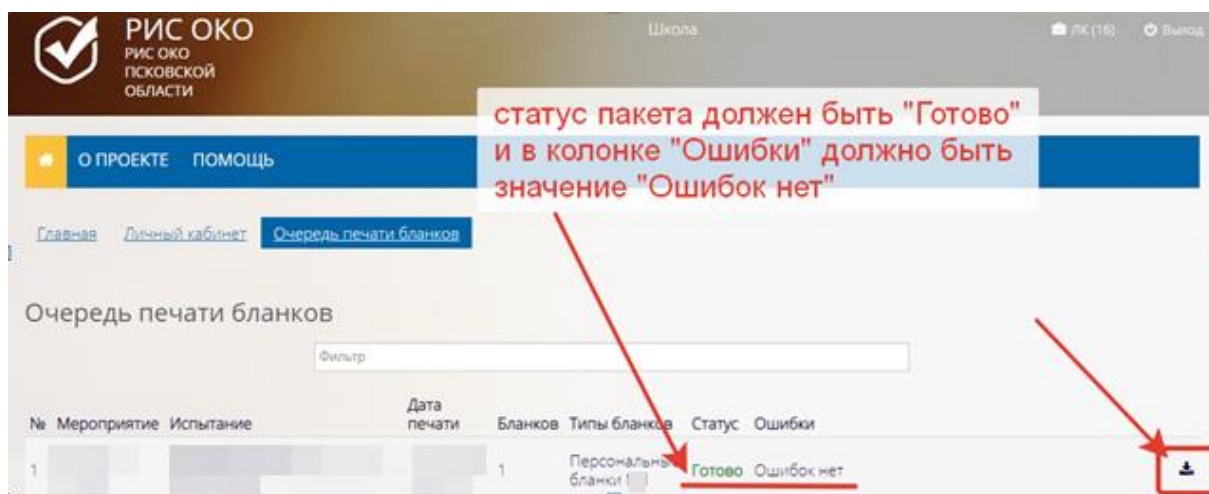 РИС ОКО
РИС ОКО
ПСКОВСКОЙ
ОБЛАСТИ
Школа
ЛК (16)
Выход
статус пакета должен быть "Готово"
и в колонке "Ошибки" должно быть
значение "Ошибок нет"
О ПРОЕКТЕ ПОМОЩЬ
Главная Личный кабинет Очередь печати бланков
Очередь печати бланков
Фильтр
№ Мероприятие Испытание Дата печати Бланков Типы бланков Статус Ошибки
1 1 Персональные бланки Готово Ошибок нет